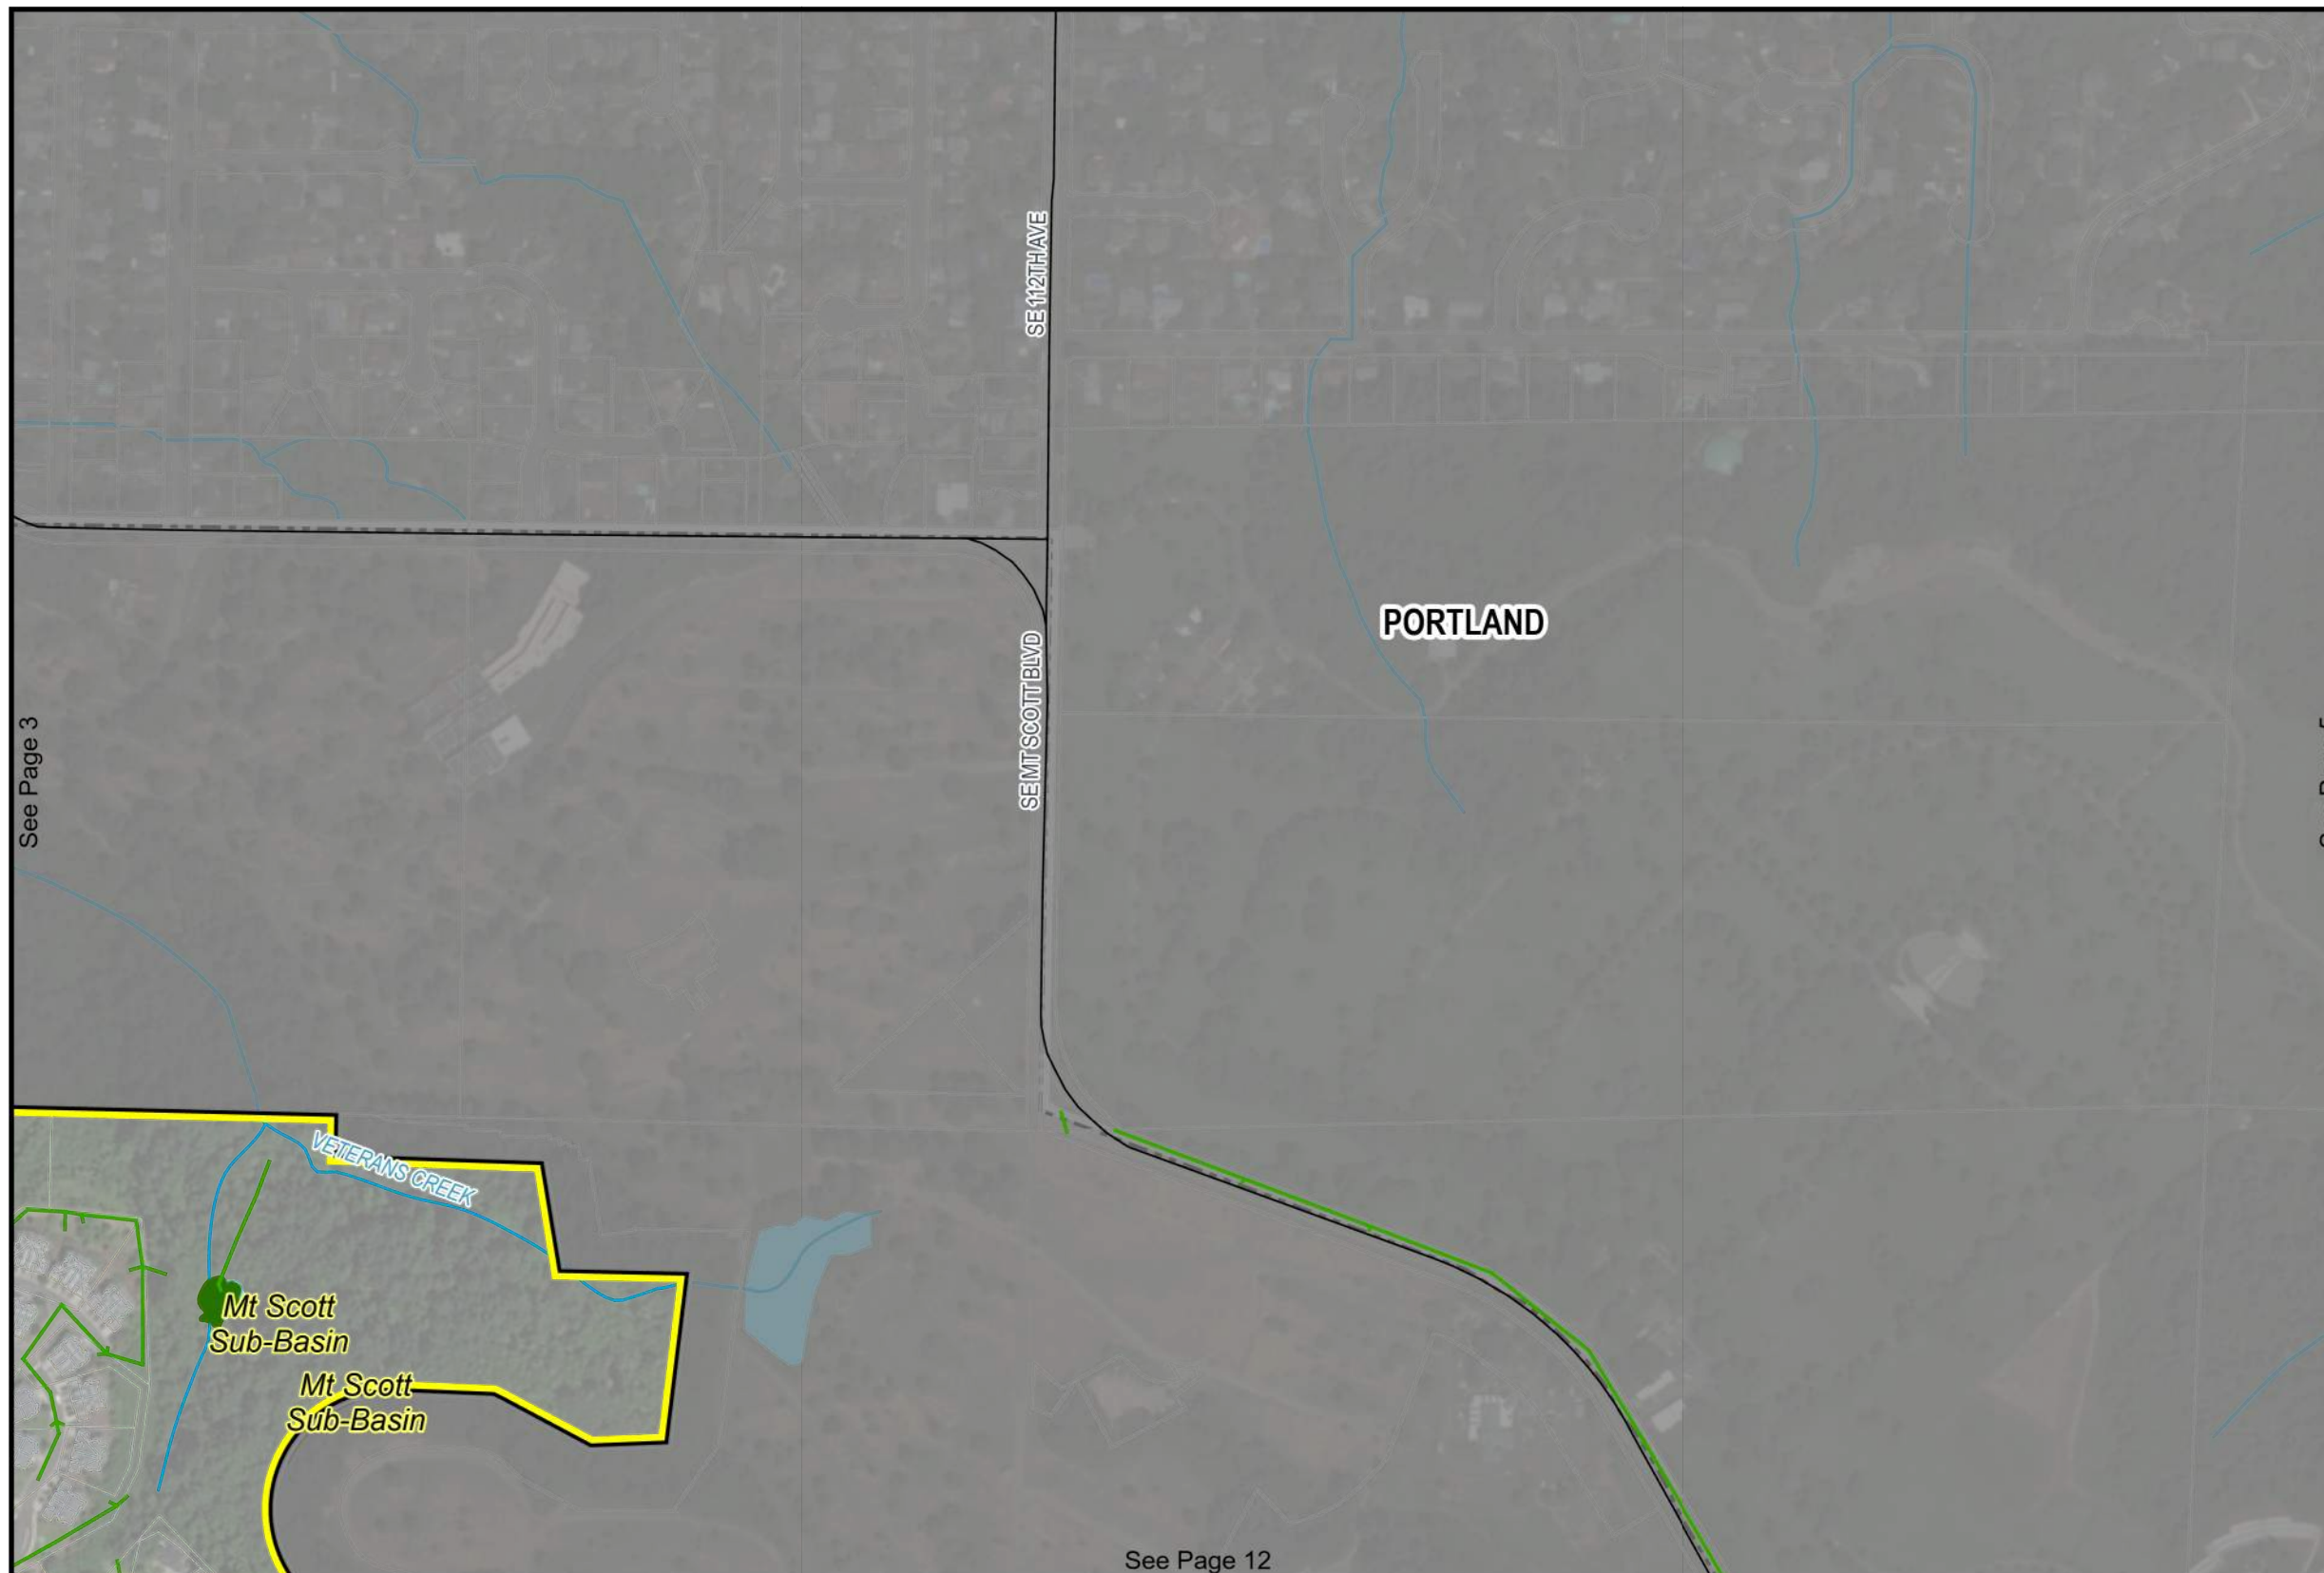 SE 112TH AVE
PORTLAND
SE MT SCOTT BLVD
See Page 3
VETERANS CREEK
Mt Scott
Sub-Basin
Mt Scott
Sub-Basin
See Page 12